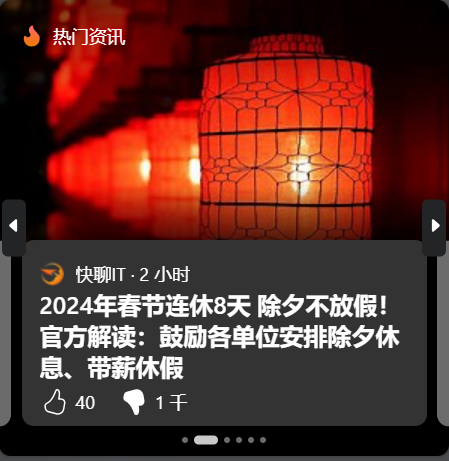 热门资讯
快聊IT · 2 小时
2024年春节连休8天 除夕不放假！
官方解读：鼓励各单位安排除夕休
息、带薪休假
40 1 千